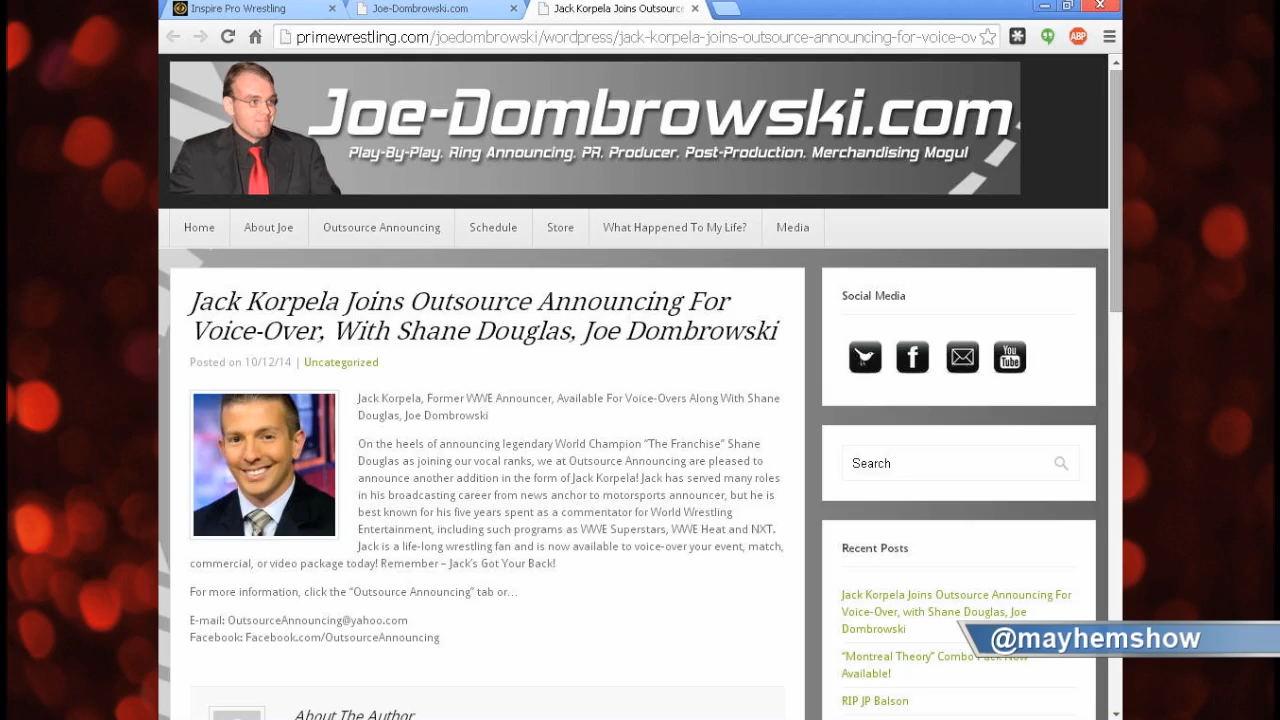 Inspire Pro Wrestling
Joe-Dombrowski.com
Jack Korpela Joins Outsource
primewrestling.com/joedombrowski/wordpress/jack-korpela-joins-outsource-announcing-for-voice-ov
ABP
Joe-Dombrowski.com
Play-By-Play, Ring Announcing, PR, Producer, Post-Production, Merchandising Mogul
Home About Joe Outsource Announcing Schedule Store What Happened To My Life? Media
Jack Korpela Joins Outsource Announcing For
Voice-Over, With Shane Douglas, Joe Dombrowski
Posted on 10/12/14 | Uncategorized
Jack Korpela, Former WWE Announcer, Available For Voice-Overs Along With Shane
Douglas, Joe Dombrowski
On the heels of announcing legendary World Champion "The Franchise" Shane
Douglas as joining our vocal ranks, we at Outsource Announcing are pleased to
announce another addition in the form of Jack Korpela! Jack has served many roles
in his broadcasting career from news anchor to motorsports announcer, but he is
best known for his five years spent as a commentator for World Wrestling
Entertainment, including such programs as WWE Superstars, WWE Heat and NXT.
Jack is a life-long wrestling fan and is now available to voice-over your event, match,
commercial, or video package today! Remember – Jack's Got Your Back!
For more information, click the "Outsource Announcing" tab or…
E-mail: OutsourceAnnouncing@yahoo.com
Facebook: Facebook.com/OutsourceAnnouncing
About The Author
Social Media
You
Tube
Search
Recent Posts
Jack Korpela Joins Outsource Announcing For
Voice-Over, with Shane Douglas, Joe
Dombrowski
"Montreal Theory" Combo Pack Now
Available!
RIP JP Balson
@mayhemshow